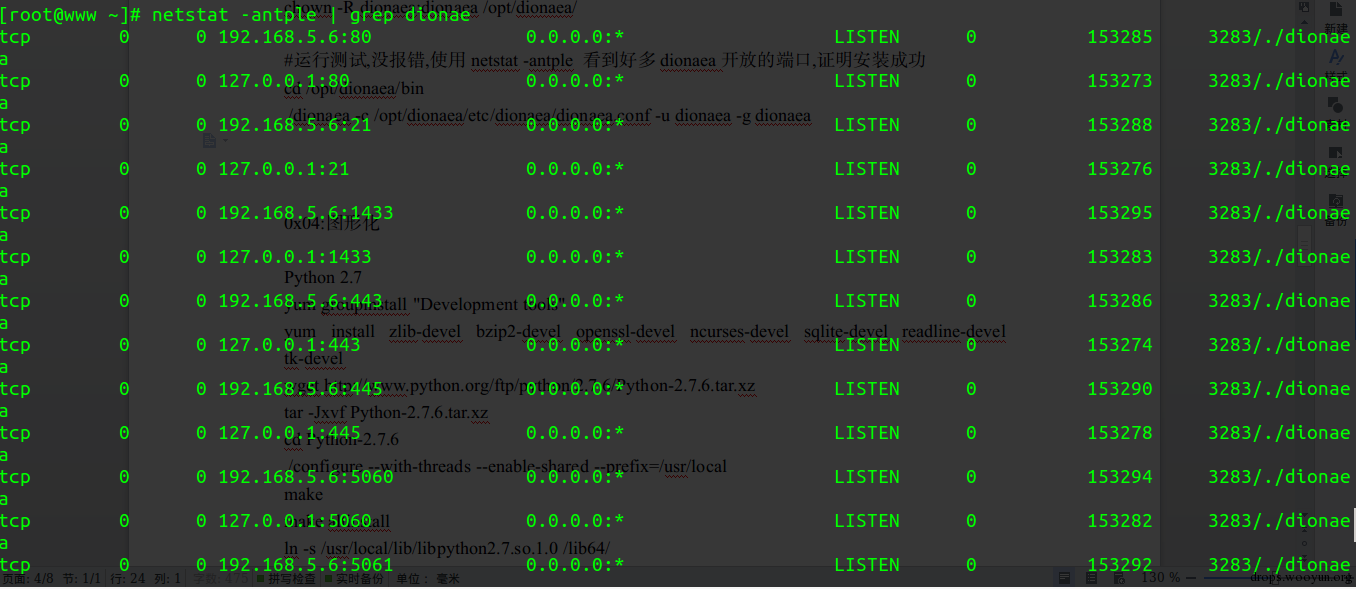 chown -R dionaea:dionaea /opt/dionaea/
[root@www ~]# netstat -antple | grep dionae
tcp 0 0 192.168.5.6:80 0.0.0.0:* LISTEN 0 153285 3283/./dionae
a
#运行测试,没报错,使用 netstat -antple 看到好多 dionaea 开放的端口,证明安装成功
tcp 0 0 127.0.0.1:80 0.0.0.0:* LISTEN 0 153273 3283/./dionae
a
cd /opt/dionaea/bin
tcp 0 0 192.168.5.6:21 0.0.0.0:* LISTEN 0 153288 3283/./dionae
a
./dionaea -c /opt/dionaea/etc/dionaea/dionaea.conf -u dionaea -g dionaea
tcp 0 0 127.0.0.1:21 0.0.0.0:* LISTEN 0 153276 3283/./dionae
a
tcp 0 0 192.168.5.6:1433 0.0.0.0:* LISTEN 0 153295 3283/./dionae
a
0x04:图形化
tcp 0 0 127.0.0.1:1433 0.0.0.0:* LISTEN 0 153283 3283/./dionae
a
Python 2.7
tcp 0 0 192.168.5.6:443 0.0.0.0:* LISTEN 0 153286 3283/./dionae
a
yum groupinstall "Development tools"
yum install zlib-devel bzip2-devel openssl-devel ncurses-devel sqlite-devel readline-devel
tcp 0 0 127.0.0.1:443 0.0.0.0:* LISTEN 0 153274 3283/./dionae
a
tk-devel
tcp 0 0 192.168.5.6:445 0.0.0.0:* LISTEN 0 153290 3283/./dionae
a
wget http://www.python.org/ftp/python/2.7.6/Python-2.7.6.tar.xz
tar -Jxvf Python-2.7.6.tar.xz
tcp 0 0 127.0.0.1:445 0.0.0.0:* LISTEN 0 153278 3283/./dionae
a
cd Python-2.7.6
./configure --with-threads --enable-shared --prefix=/usr/local
tcp 0 0 192.168.5.6:5060 0.0.0.0:* LISTEN 0 153294 3283/./dionae
a
make
tcp 0 0 127.0.0.1:5060 0.0.0.0:* LISTEN 0 153282 3283/./dionae
a
ln -s /usr/local/lib/libpython2.7.so.1.0 /lib64/
tcp 0 0 192.168.5.6:5061 0.0.0.0:* LISTEN 0 153292 3283/./dionae
页面: 4/8 节: 1/1 行: 24 列: 1 字数: 475 拼写检查 实时备份 单位: 毫米 130 %
drops.wooyun.org